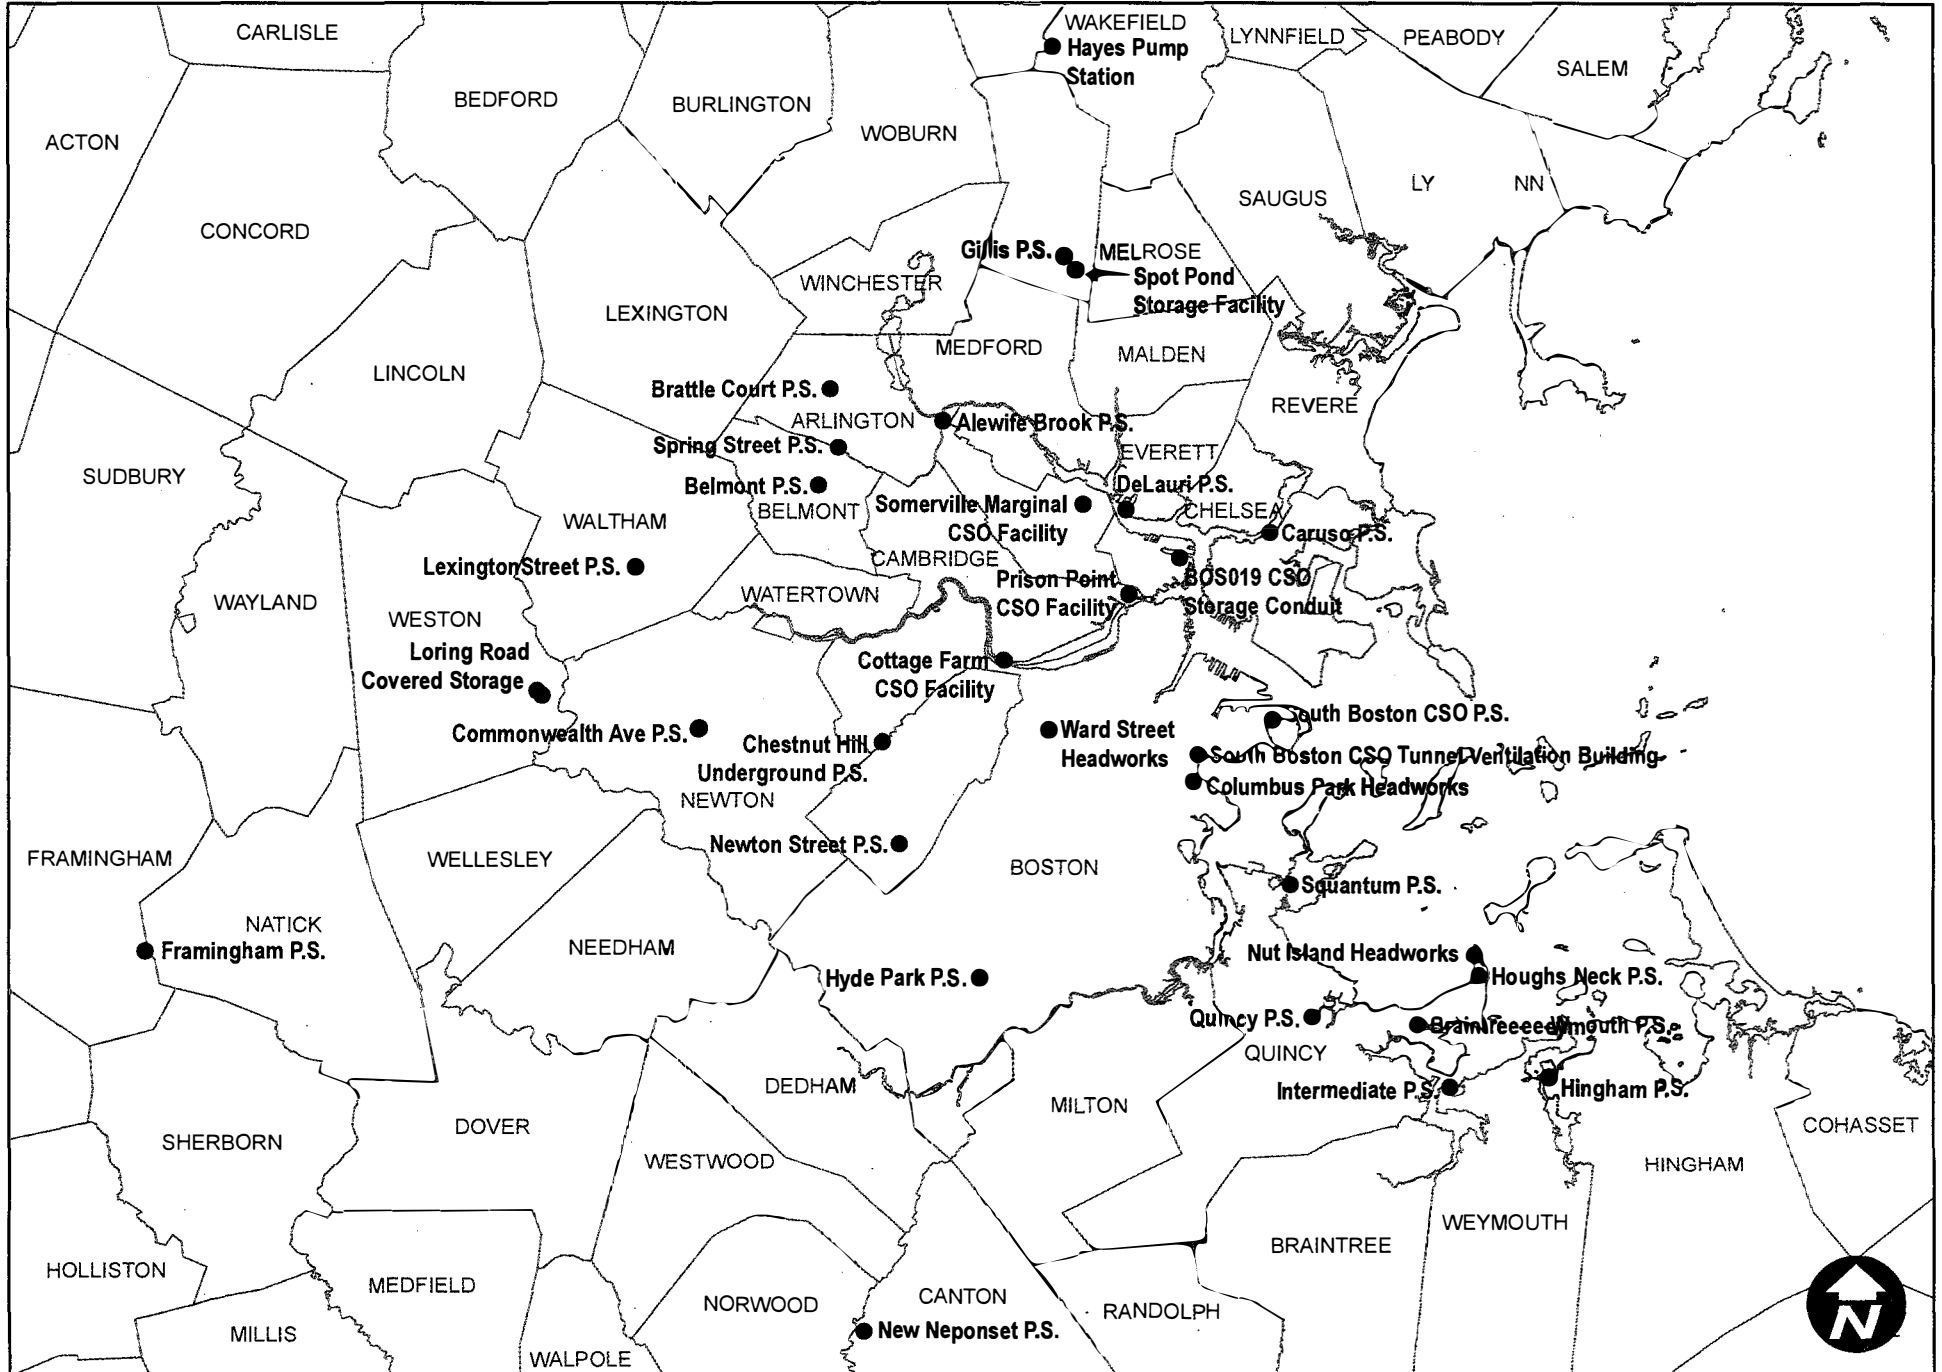 CARLISLE
WAKEFIELD
LYNNFIELD
PEABODY
Hayes Pump
Station
SALEM
BEDFORD
BURLINGTON
WOBURN
ACTON
SAUGUS
LY NN
CONCORD
Gillis P.S.
MELROSE
Spot Pond
Storage Facility
WINCHESTER
LEXINGTON
MEDFORD
MALDEN
LINCOLN
Brattle Court P.S.
REVERE
ARLINGTON
Alewife Brook P.S.
Spring Street P.S.
EVERETT
SUDBURY
Belmont P.S.
DeLauri P.S.
BELMONT
Somerville Marginal
CSO Facility
CHELSEA
WALTHAM
Caruso P.S.
CAMBRIDGE
LexingtonStreet P.S.
Prison Point
CSO Facility
BOS019 CSO
Storage Conduit
WATERTOWN
WAYLAND
WESTON
Loring Road
Covered Storage
Cottage Farm
CSO Facility
South Boston CSO P.S.
Commonwealth Ave P.S.
Chestnut Hill
Underground P.S.
Ward Street
Headworks
South Boston CSO Tunnel Ventilation Building
Columbus Park Headworks
NEWTON
Newton Street P.S.
FRAMINGHAM
WELLESLEY
BOSTON
Squantum P.S.
NATICK
Framingham P.S.
NEEDHAM
Nut Island Headworks
Hyde Park P.S.
Houghs Neck P.S.
Quincy P.S.
QUINCY
DEDHAM
Intermediate P.S.
Hingham P.S.
MILTON
DOVER
COHASSET
SHERBORN
WESTWOOD
HINGHAM
WEYMOUTH
BRAINTREE
HOLLISTON
MEDFIELD
NORWOOD
CANTON
RANDOLPH
New Neponset P.S.
MILLIS
WALPOLE
N